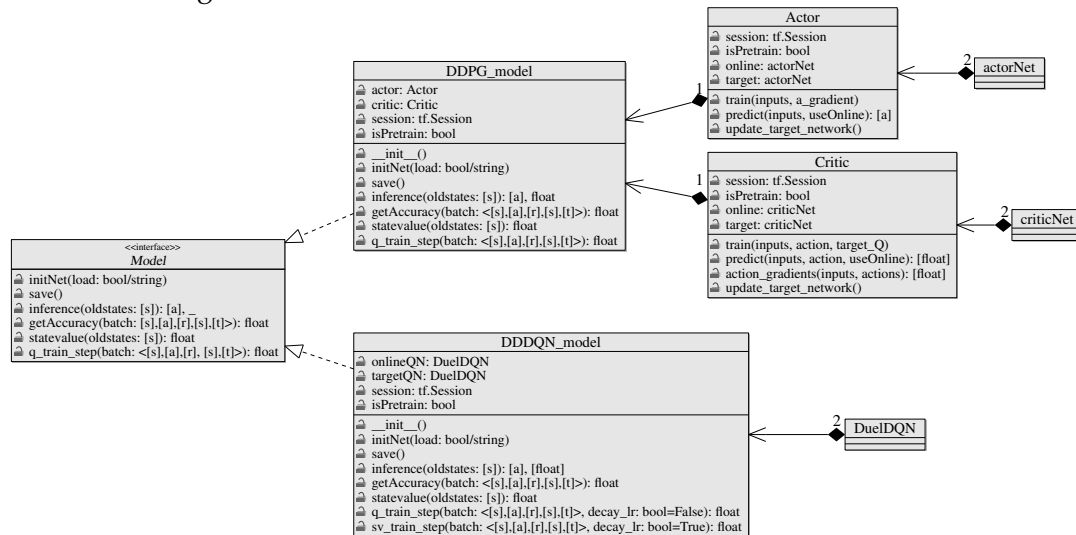 Actor
session: tf.Session
isPretrain: bool
online: actorNet
target: actorNet
train(inputs, a_gradient)
predict(inputs, useOnline): [a]
update_target_network()
2
actorNet
DDPG_model
actor: Actor
critic: Critic
session: tf.Session
isPretrain: bool
__init__()
initNet(load: bool/string)
save()
inference(oldstates: [s]): [a], float
getAccuracy(batch: <[s],[a],[r],[s],[t]>): float
statevalue(oldstates: [s]): float
q_train_step(batch: <[s],[a],[r],[s],[t]>): float
1
1
Critic
session: tf.Session
isPretrain: bool
online: criticNet
target: criticNet
train(inputs, action, target_Q)
predict(inputs, action, useOnline): [float]
action_gradients(inputs, actions): [float]
update_target_network()
2
criticNet
<<interface>>
Model
initNet(load: bool/string)
save()
inference(oldstates: [s]): [a], _
getAccuracy(batch: [s],[a],[r],[s],[t]>): float
statevalue(oldstates: [s]): float
q_train_step(batch: <[s],[a],[r], [s],[t]>): float
DDDQN_model
onlineQN: DuelDQN
targetQN: DuelDQN
session: tf.Session
isPretrain: bool
__init__()
initNet(load: bool/string)
save()
inference(oldstates: [s]): [a], [float]
getAccuracy(batch: <[s],[a],[r],[s],[t]>): float
statevalue(oldstates: [s]): float
q_train_step(batch: <[s],[a],[r],[s],[t]>, decay_lr: bool=False): float
sv_train_step(batch: <[s],[a],[r],[s],[t]>, decay_lr: bool=True): float
2
DuelDQN